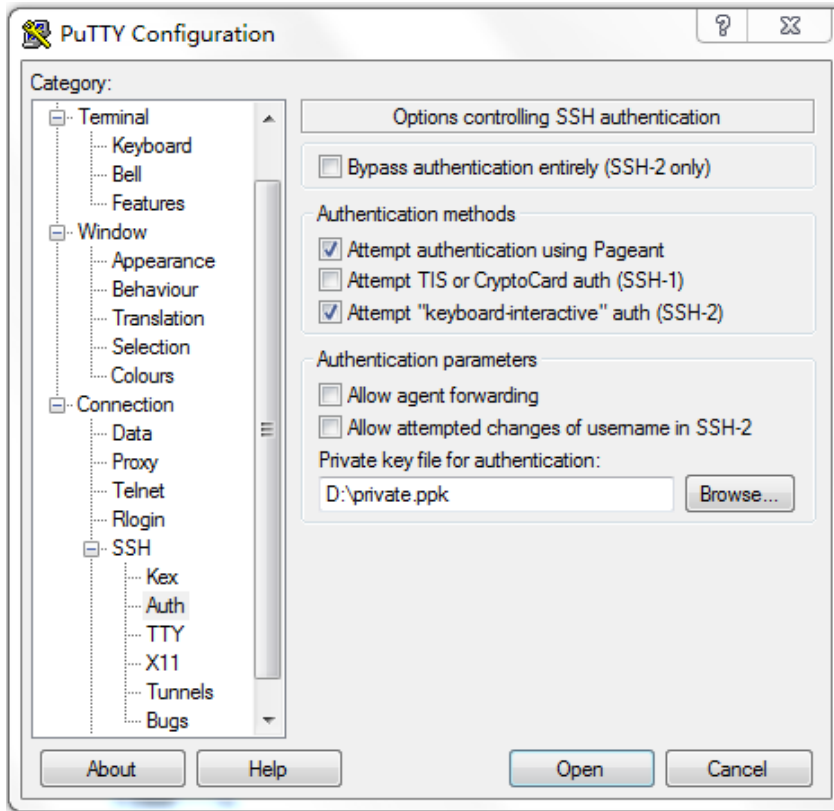 PuTTY Configuration
Category:
Terminal
Keyboard
Bell
Features
Window
Appearance
Behaviour
Translation
Selection
Colours
Connection
Data
Proxy
Telnet
Rlogin
SSH
Kex
Auth
TTY
X11
Tunnels
Bugs
Options controlling SSH authentication
Bypass authentication entirely (SSH-2 only)
Authentication methods
Attempt authentication using Pageant
Attempt TIS or CryptoCard auth (SSH-1)
Attempt "keyboard-interactive" auth (SSH-2)
Authentication parameters
Allow agent forwarding
Allow attempted changes of username in SSH-2
Private key file for authentication:
D:\private.ppk
Browse...
About
Help
Open
Cancel